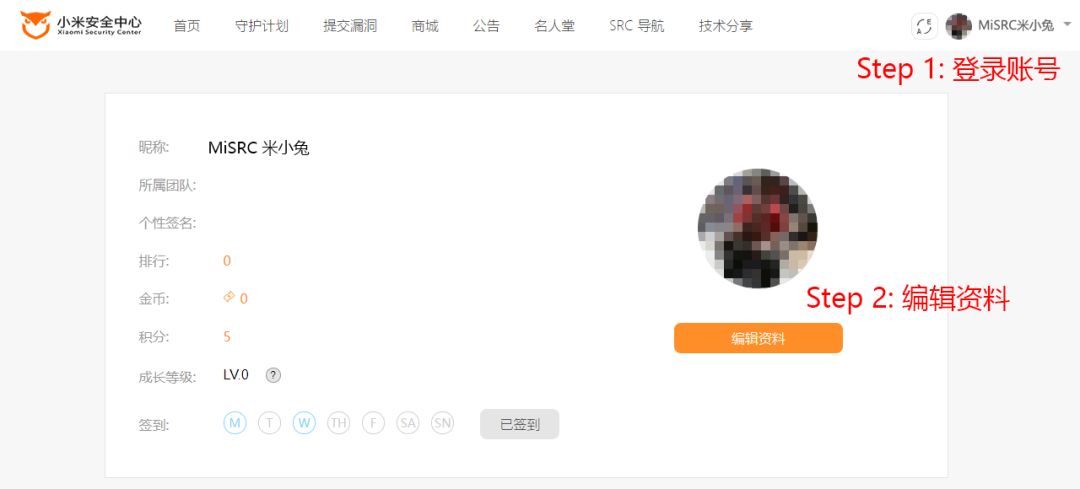 小米安全中心 首页 守护计划 提交漏洞 商城 公告 名人堂 SRC 导航 技术分享 E A MiSRC米小兔
Xiaomi Security Center
Step 1: 登录账号
昵称: MiSRC 米小兔
所属团队:
个性签名:
排行: 0
金币: 0
Step 2: 编辑资料
积分: 5
编辑资料
成长等级: LV.0 ?
签到: M T W TH F SA SN 已签到